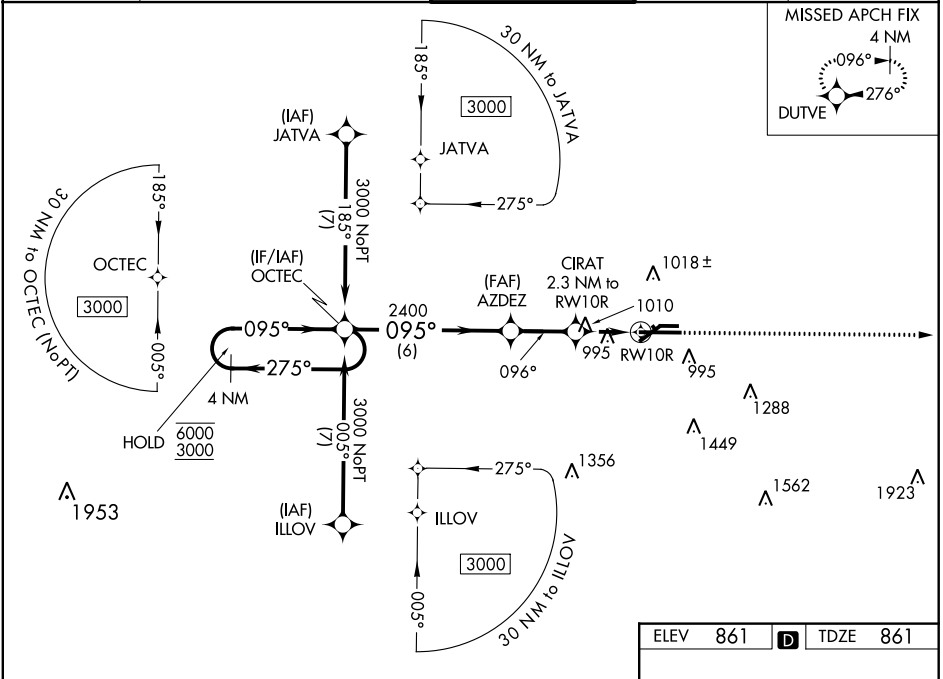 MISSED APCH FIX
4 NM
096°
276°
DUTVE
30 NM to JATVA
185°
3000
JATVA
275°
(IAF)
JATVA
3000 NoPT
185°
(7)
30 NM to OCTEC (NoPT)
185°
OCTEC
3000
005°
(IF/IAF)
OCTEC
095°
275°
4 NM
HOLD
6000
3000
2400
095°
(6)
(FAF)
AZDEZ
096°
CIRAT
2.3 NM to
RW10R
1018 ±
1010
995
RW10R
995
1288
1449
1356
1562
1923
1953
3000 NoPT
005°
(7)
(IAF)
ILLOV
275°
ILLOV
3000
005°
30 NM to ILLOV
ELEV 861 D TDZE 861